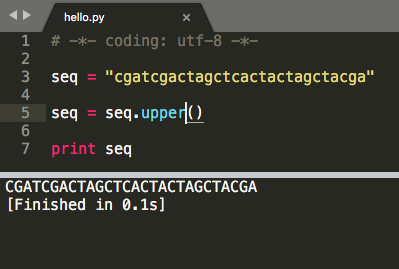 hello.py ×
1 # -*- coding: utf-8 -*-
2
3 seq = "cgatcgactagctcactactagctacga"
4
5 seq = seq.upper()
6
7 print seq
CGATCGACTAGCTCACTACTAGCTACGA
[Finished in 0.1s]